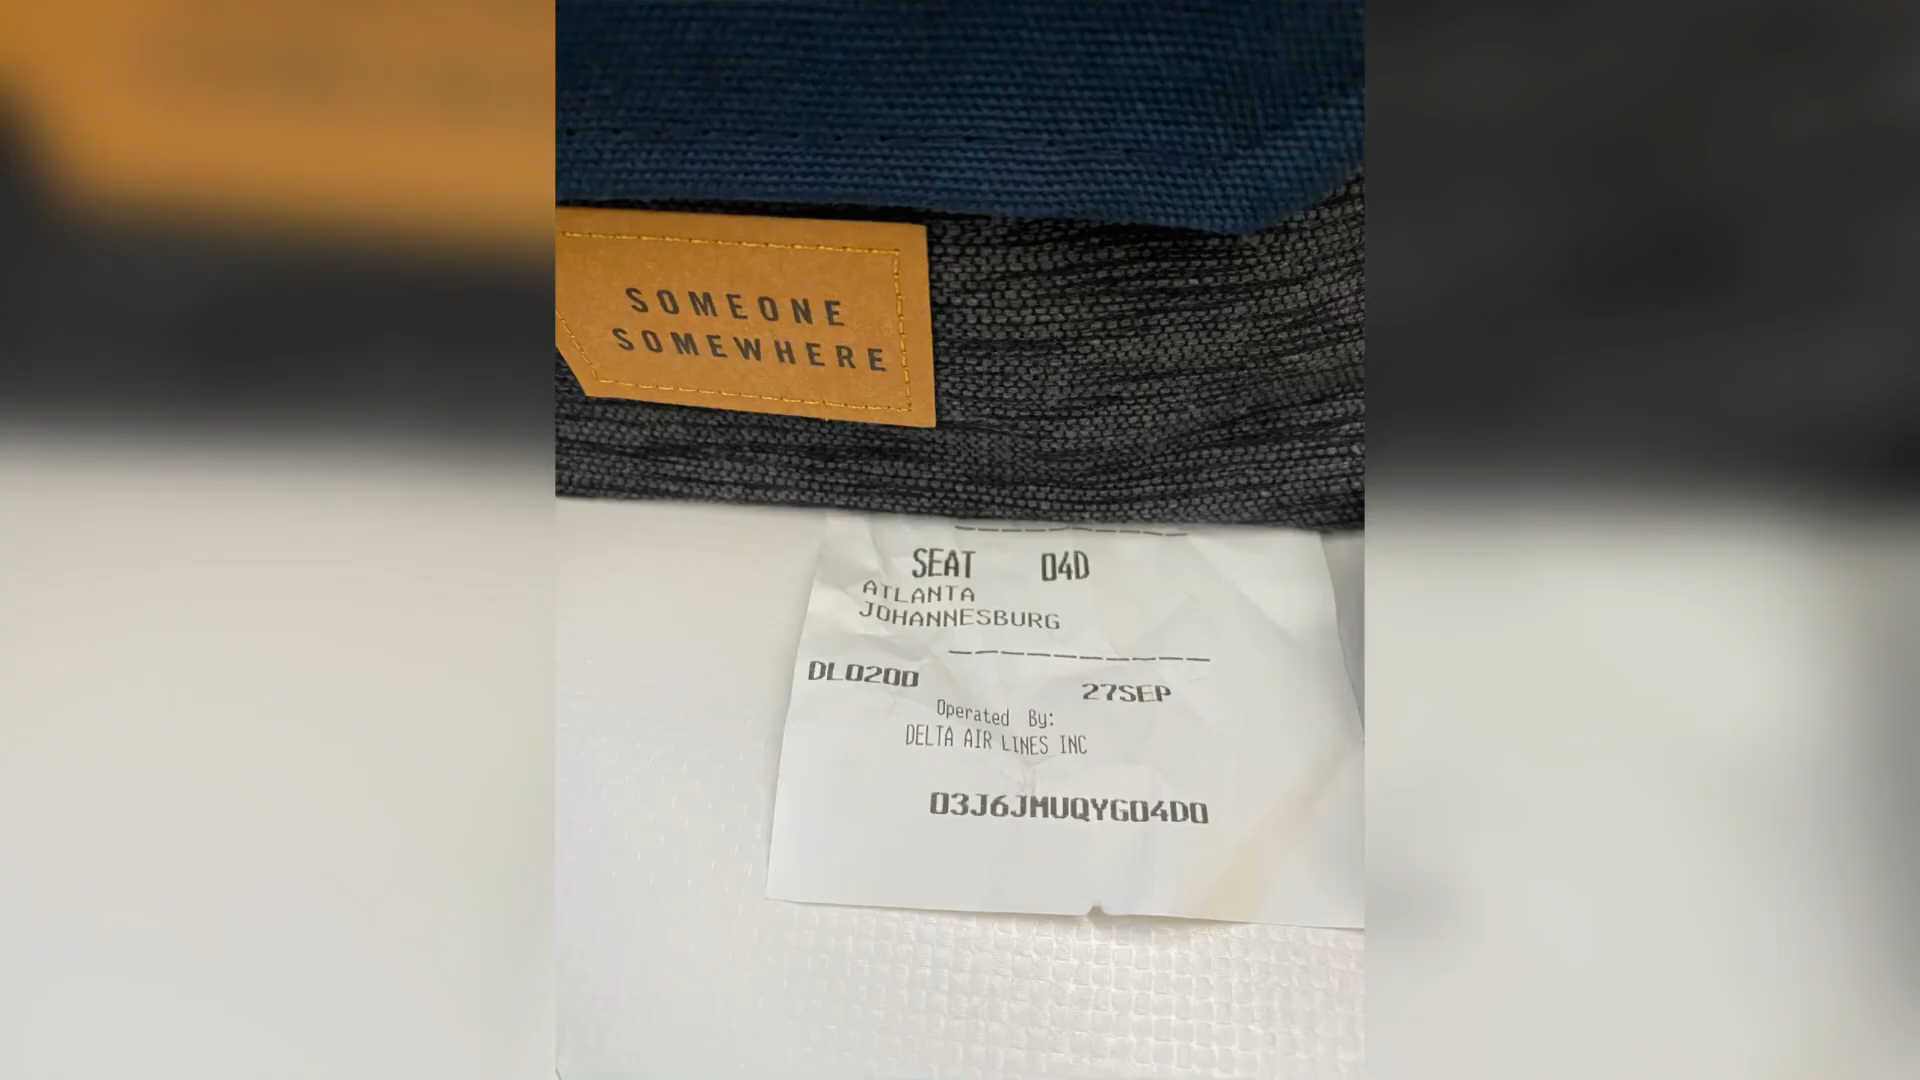 SOMEONE
SOMEWHERE
SEAT 04D
ATLANTA
JOHANNESBURG
DL0200 27SEP
Operated By:
DELTA AIR LINES INC
03J6JMUQYG04D0